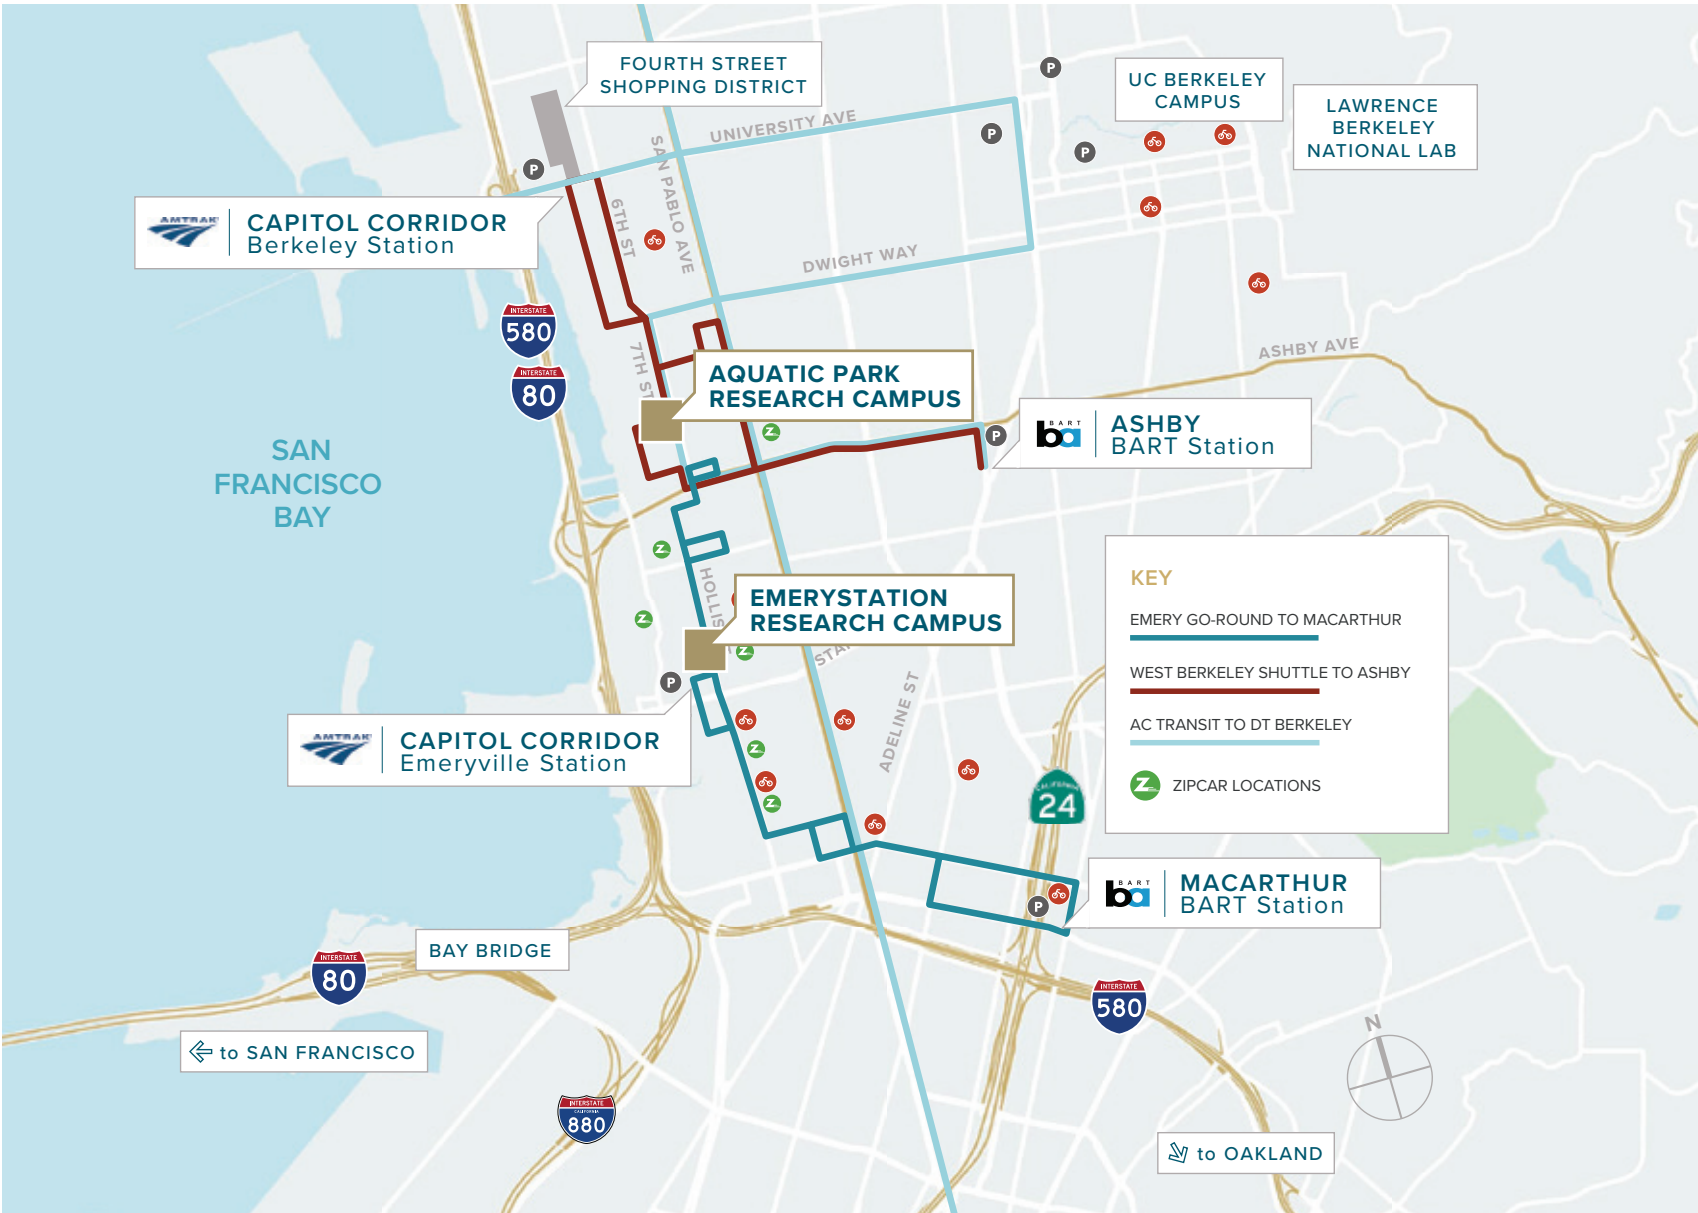 FOURTH STREET
SHOPPING DISTRICT
P
UC BERKELEY
CAMPUS
LAWRENCE
BERKELEY
NATIONAL LAB
UNIVERSITY AVE
P
P
P
SAN PABLO AVE
AMTRAK
CAPITOL CORRIDOR
Berkeley Station
6TH ST
DWIGHT WAY
INTERSTATE
580
INTERSTATE
80
7TH ST
ASHBY AVE
AQUATIC PARK
RESEARCH CAMPUS
SAN
FRANCISCO
BAY
Z
P
BART
ba
ASHBY
BART Station
Z
HOLLIS
EMERYSTATION
RESEARCH CAMPUS
Z
Z
P
ADELINE ST
KEY
EMERY GO-ROUND TO MACARTHUR
WEST BERKELEY SHUTTLE TO ASHBY
AC TRANSIT TO DT BERKELEY
Z ZIPCAR LOCATIONS
AMTRAK
CAPITOL CORRIDOR
Emeryville Station
Z
Z
CALIFORNIA
24
P
BART
ba
MACARTHUR
BART Station
BAY BRIDGE
INTERSTATE
80
INTERSTATE
580
to SAN FRANCISCO
N
INTERSTATE
CALIFORNIA
880
to OAKLAND